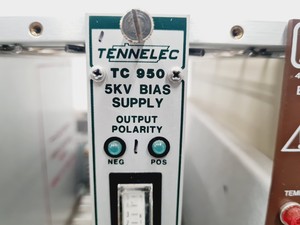 TENNELEC
TC 950
5KV BIAS
SUPPLY
OUTPUT
POLARITY
NEG POS